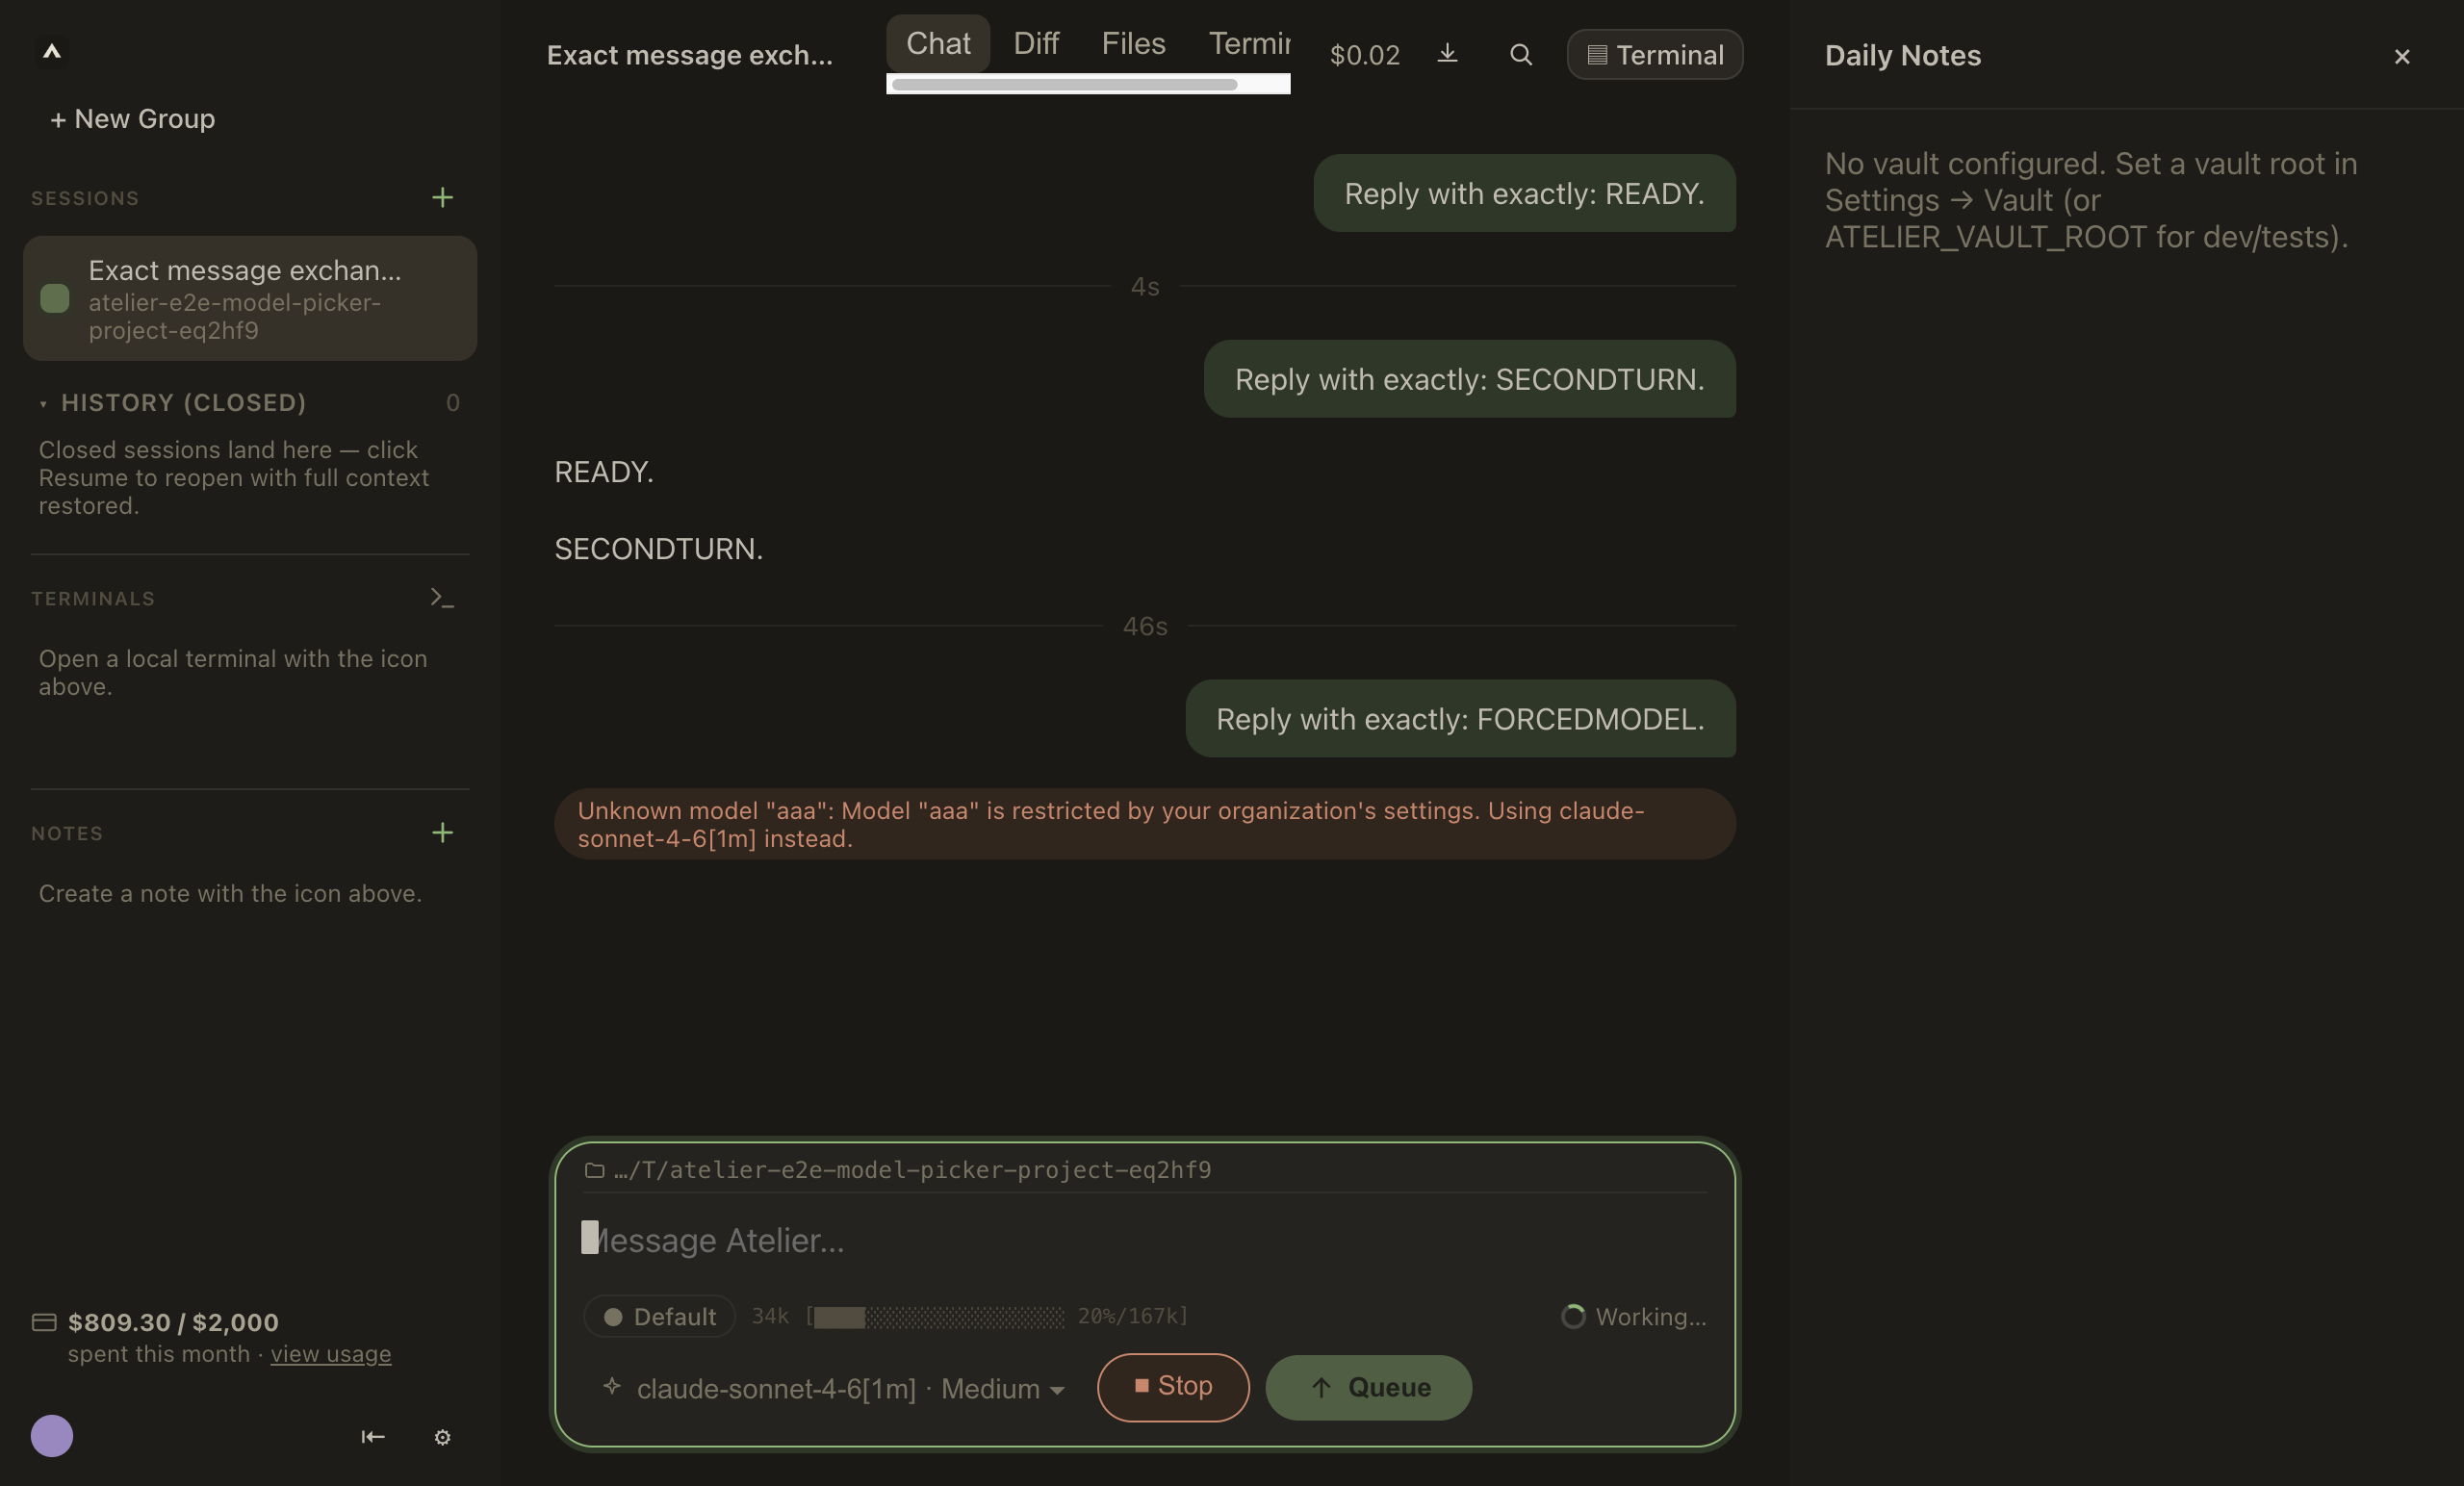 + New Group
SESSIONS
Exact message exchan...
atelier-e2e-model-picker-
project-eq2hf9
HISTORY (CLOSED) 0
Closed sessions land here — click
Resume to reopen with full context
restored.
TERMINALS
Open a local terminal with the icon
above.
NOTES
Create a note with the icon above.
$809.30 / $2,000
spent this month · view usage
Exact message exch...
Chat Diff Files Termin
$0.02
Terminal
Reply with exactly: READY.
4s
Reply with exactly: SECONDTURN.
READY.
SECONDTURN.
46s
Reply with exactly: FORCEDMODEL.
Unknown model "aaa": Model "aaa" is restricted by your organization's settings. Using claude-
sonnet-4-6[1m] instead.
…/T/atelier-e2e-model-picker-project-eq2hf9
Message Atelier...
Default 34k [ 20%/167k] Working...
claude-sonnet-4-6[1m] · Medium
Stop
Queue
Daily Notes
No vault configured. Set a vault root in
Settings → Vault (or
ATELIER_VAULT_ROOT for dev/tests).